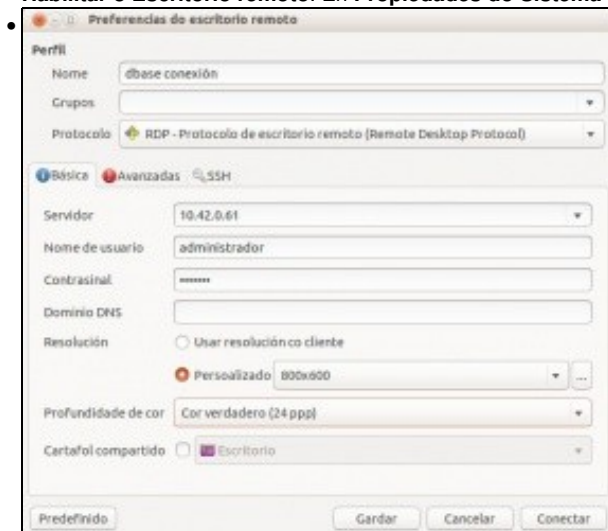 Habilitar o Escritorio remoto. En Propiedades do Sistema
Preferencias do escritorio remoto
Perfil
Nome dbase conexión
Grupos
Protocolo RDP - Protocolo de escritorio remoto (Remote Desktop Protocol)
Básica Avanzadas SSH
Servidor 10.42.0.61
Nome de usuario administrador
Contrasinal •••••••
Dominio DNS
Resolución Usar resolución co cliente
Persoalizado 800x600 ...
Profundidade de cor Cor verdadero (24 ppp)
Cartafol compartido Escritorio
Predefinido Gardar Cancelar Conectar